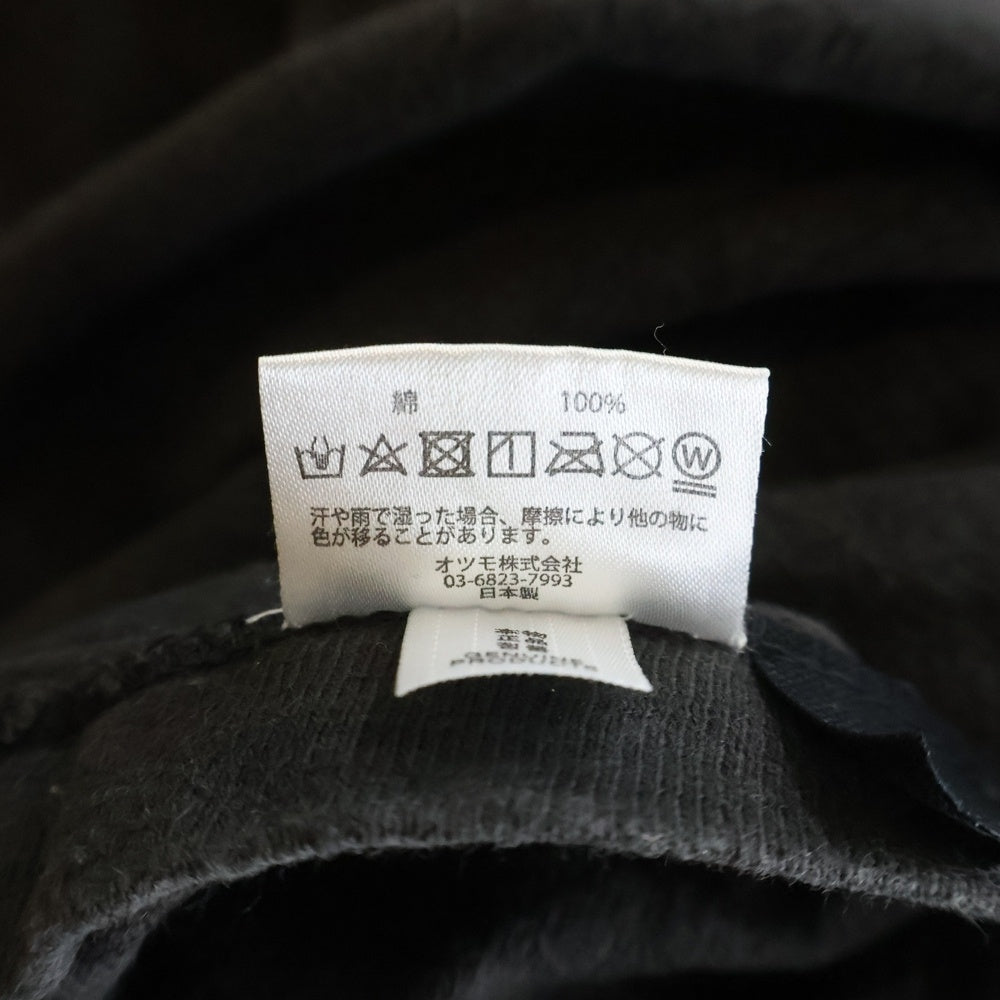 綿 100%
W
汗や雨で湿った場合、摩擦により他の物に
色が移ることがあります。
オツモ株式会社
03-6823-7993
日本製
GENUINE
PRODUCTS